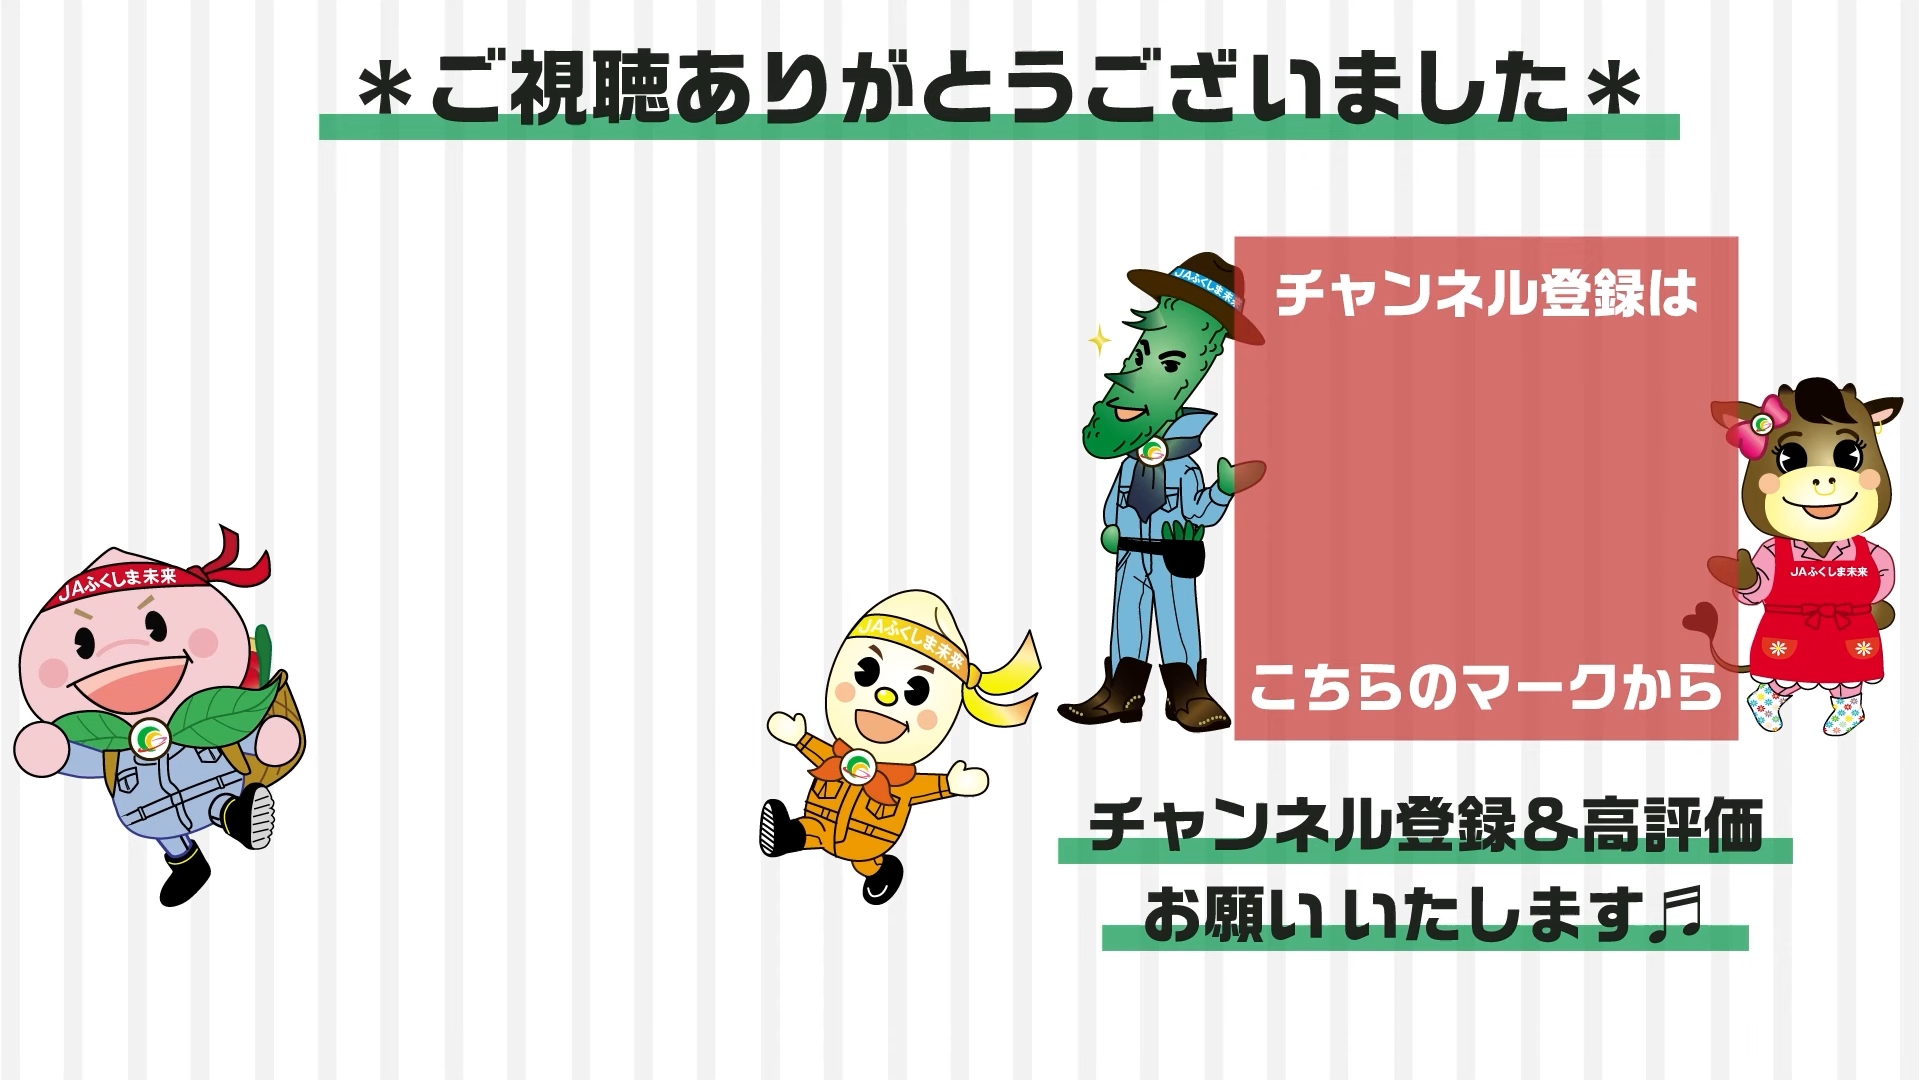 ＊ご視聴ありがとうございました＊
JAふくしま未来
チャンネル登録は
JAふくしま未来
JAふくしま未来
JAふくしま未来
こちらのマークから
チャンネル登録＆高評価
お願いいたします♬